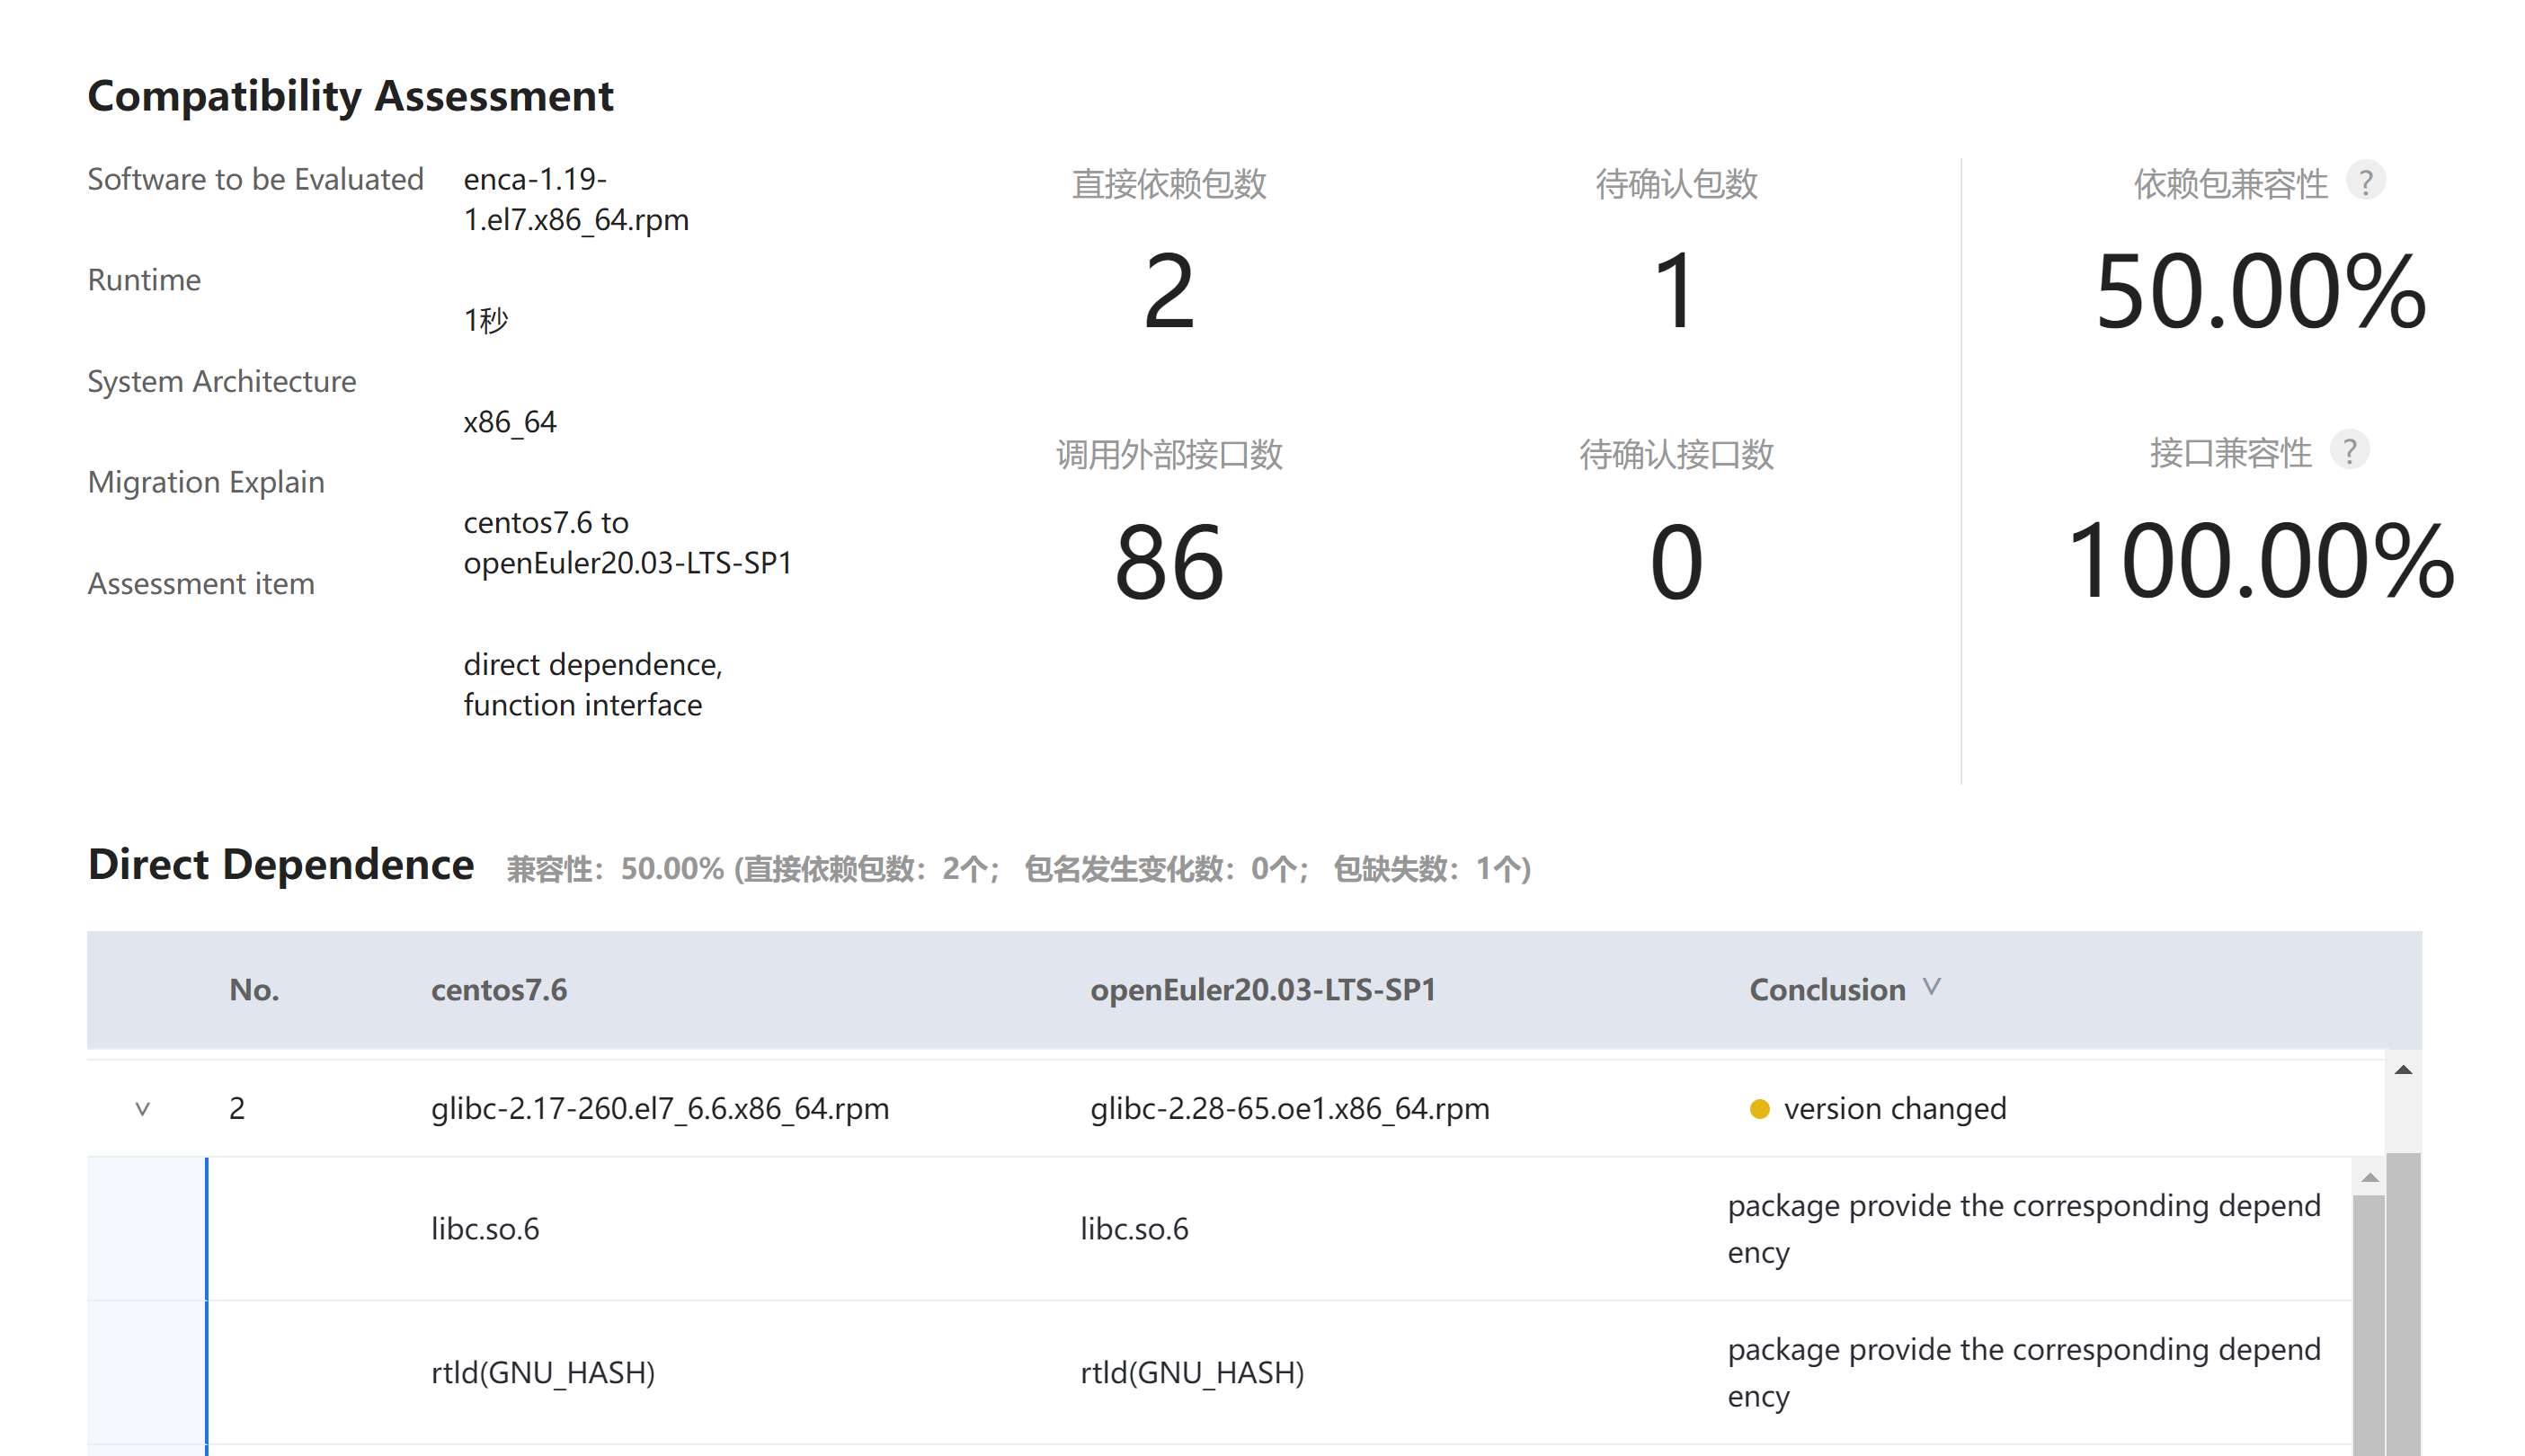 Compatibility Assessment
Software to be Evaluated
enca-1.19-
1.el7.x86_64.rpm
Runtime
1秒
System Architecture
x86_64
Migration Explain
centos7.6 to
openEuler20.03-LTS-SP1
Assessment item
direct dependence,
function interface
直接依赖包数
2
待确认包数
1
依赖包兼容性 ?
50.00%
调用外部接口数
86
待确认接口数
0
接口兼容性 ?
100.00%
Direct Dependence 兼容性：50.00% (直接依赖包数：2个； 包名发生变化数：0个； 包缺失数：1个)
No. centos7.6 openEuler20.03-LTS-SP1 Conclusion
2 glibc-2.17-260.el7_6.6.x86_64.rpm glibc-2.28-65.oe1.x86_64.rpm version changed
libc.so.6 libc.so.6 package provide the corresponding depend
ency
rtld(GNU_HASH) rtld(GNU_HASH) package provide the corresponding depend
ency